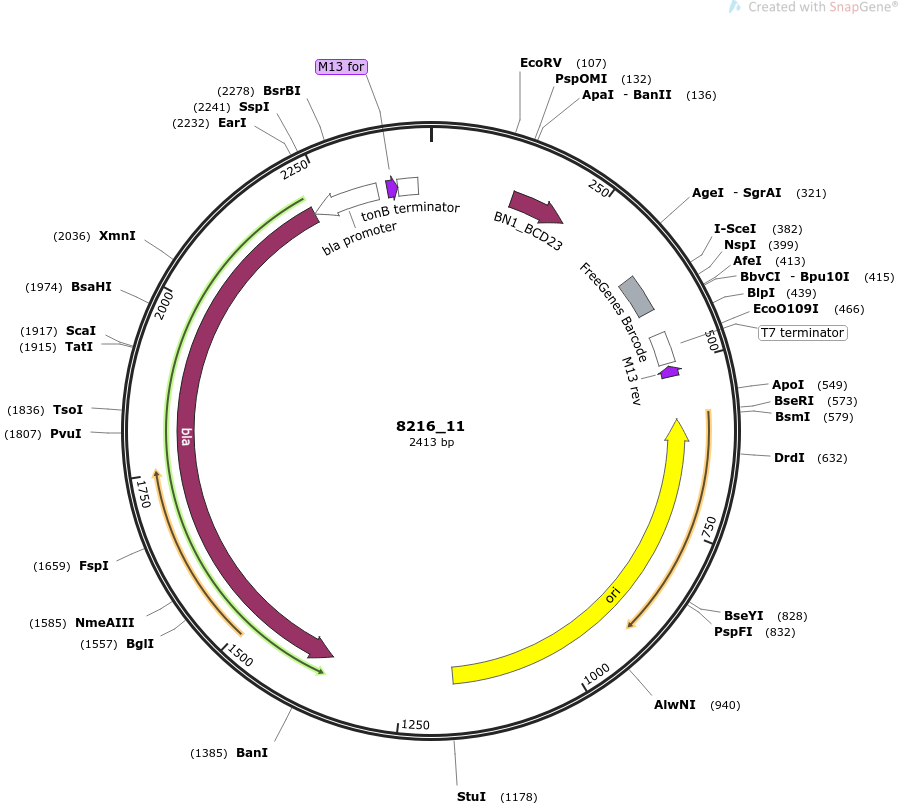 Created with SnapGene®
M13 for
EcoRV (107)
PspOMI (132)
ApaI - BanII (136)
(2278) BsrBI
(2241) SspI
(2232) EarI
2250
250
AgeI - SgrAI (321)
tonB terminator
bla promoter
BN1_BCD23
I-SceI (382)
NspI (399)
AfeI (413)
BbvCI - Bpu10I (415)
BlpI (439)
EcoO109I (466)
T7 terminator
(2036) XmnI
(1974) BsaHI
2000
(1917) ScaI
(1915) TatI
FreeGenes Barcode
500
M13 rev
ApoI (549)
BseRI (573)
BsmI (579)
(1836) TsoI
(1807) PvuI
bla
8216_11
2413 bp
DrdI (632)
1750
750
(1659) FspI
ori
(1585) NmeAIII
(1557) BglI
BseYI (828)
PspFI (832)
1500
1000
AlwNI (940)
1250
(1385) BanI
StuI (1178)